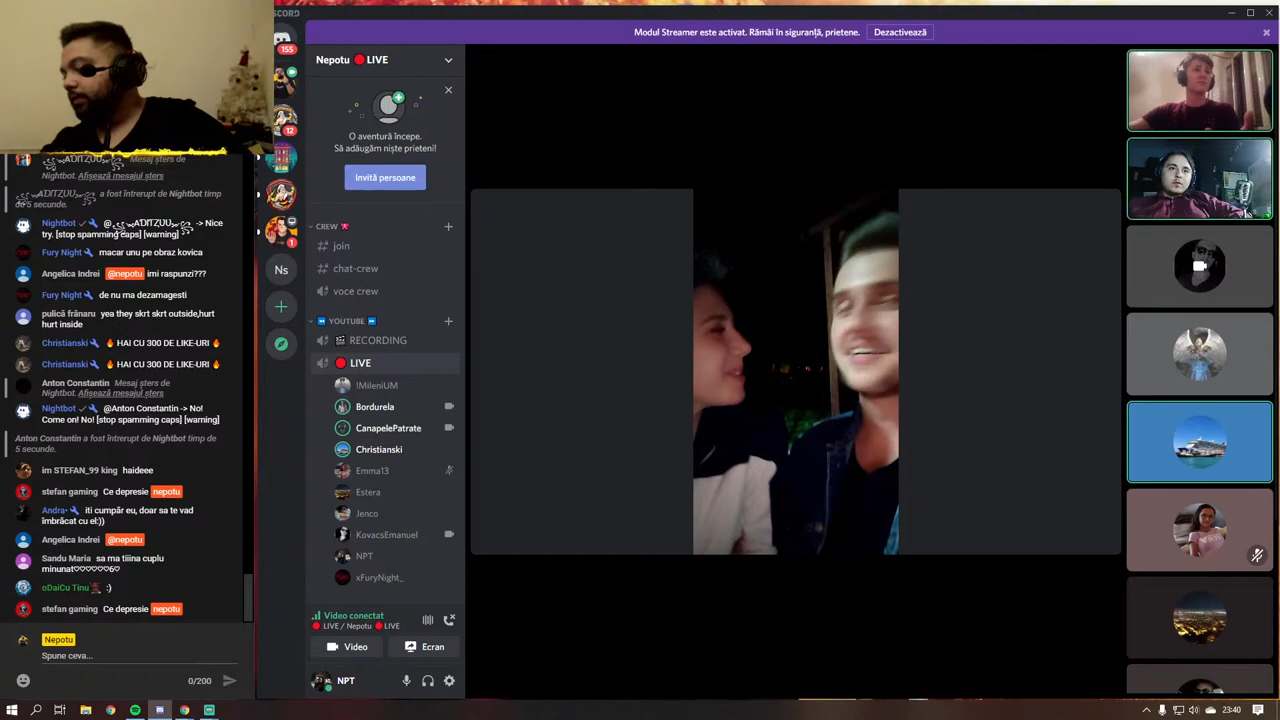 SCORD
Modul Streamer este activat. Rămâi în siguranță, prietene.
Dezactivează
155
12
1
Ns
Nepotu 🔴 LIVE
O aventură începe.
Să adăugăm niște prieteni!
Invită persoane
CREW
join
chat-crew
voce crew
YOUTUBE
RECORDING
LIVE
!MileniUM
Bordurela
CanapelePatrate
Christianski
Emma13
Estera
Jenco
KovacsEmanuel
NPT
xFuryNight_
Video conectat
🔴 LIVE / Nepotu 🔴 LIVE
Video
Ecran
NPT
Mesaj șters de
Nightbot. Afișează mesajul șters
a fost întrerupt de Nightbot timp
de 5 secunde.
Nightbot -> Nice
try. [stop spamming caps] [warning]
Fury Night macar unu pe obraz kovica
Angelica Indrei @nepotu imi raspunzi???
Fury Night de nu ma dezamagesti
pulică frânaru yea they skrt skrt outside,hurt
hurt inside
Christianski 🔥 HAI CU 300 DE LIKE-URI 🔥
Christianski 🔥 HAI CU 300 DE LIKE-URI 🔥
Anton Constantin Mesaj șters de
Nightbot. Afișează mesajul șters
Nightbot @Anton Constantin -> No!
Come on! No! [stop spamming caps] [warning]
Anton Constantin a fost întrerupt de Nightbot timp de
5 secunde.
im STEFAN_99 king haideee
stefan gaming Ce depresie nepotu
Andra• iti cumpăr eu, doar sa te vad
îmbrăcat cu el:))
Angelica Indrei @nepotu
Sandu Maria sa ma tiiina cuplu
minunat♡♡♡♡♡♡6♡
oDaiCu Tinu :)
stefan gaming Ce depresie nepotu
Nepotu
Spune ceva...
0/200
23:40